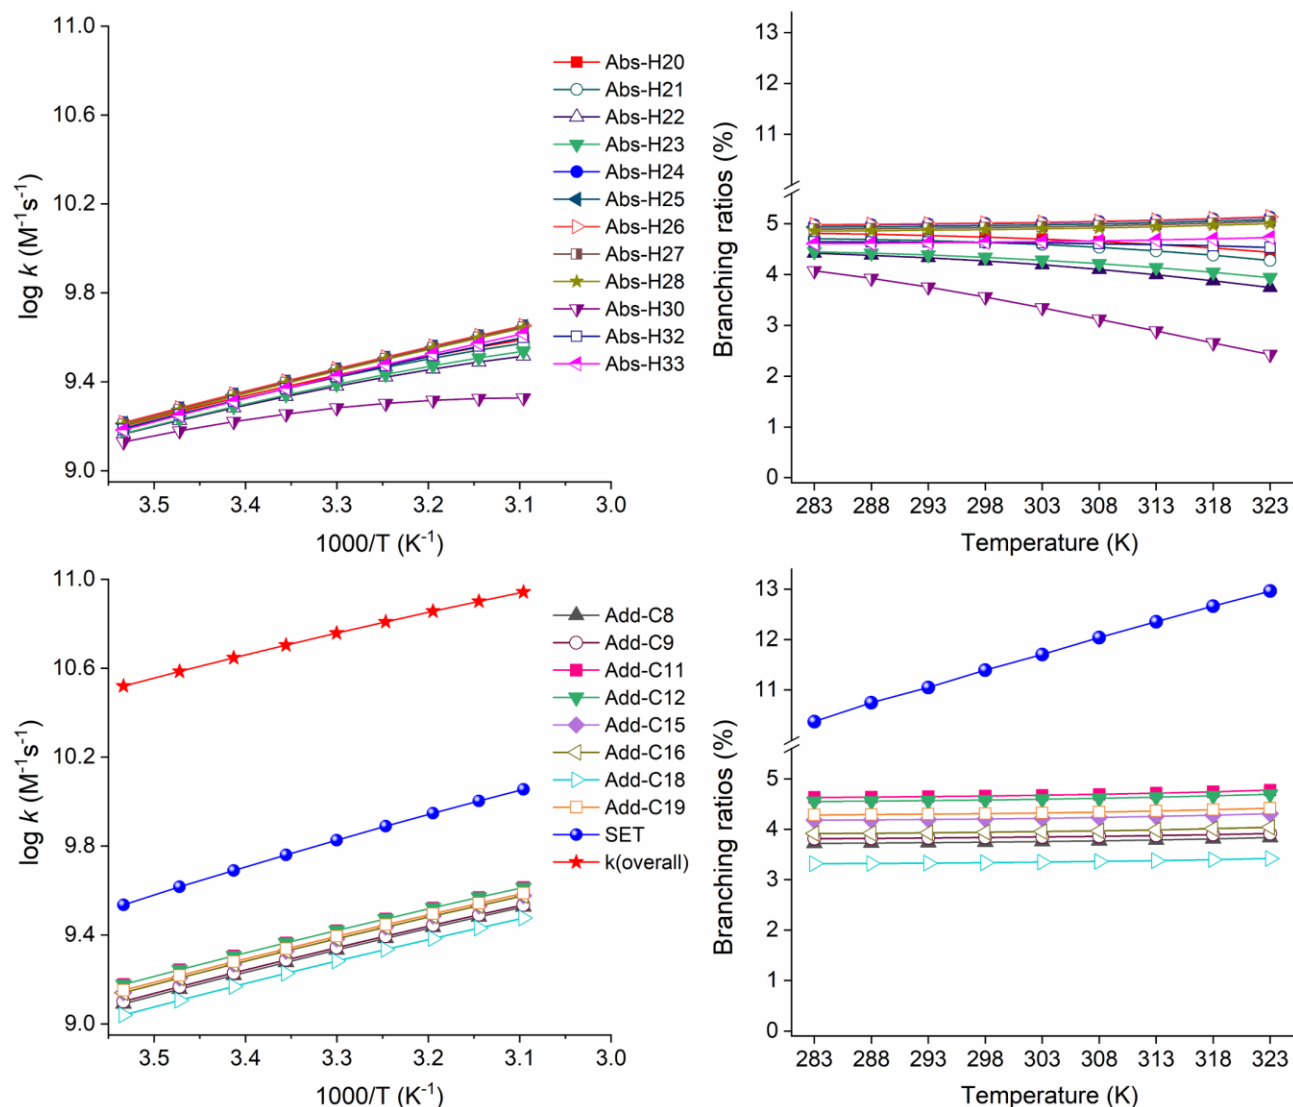 11.0
10.6
10.2
9.8
9.4
9.0
log k (M⁻¹s⁻¹)
3.5 3.4 3.3 3.2 3.1 3.0
1000/T (K⁻¹)
Abs-H20
Abs-H21
Abs-H22
Abs-H23
Abs-H24
Abs-H25
Abs-H26
Abs-H27
Abs-H28
Abs-H30
Abs-H32
Abs-H33
13
12
11
5
4
3
2
1
0
Branching ratios (%)
283 288 293 298 303 308 313 318 323
Temperature (K)
11.0
10.6
10.2
9.8
9.4
9.0
log k (M⁻¹s⁻¹)
3.5 3.4 3.3 3.2 3.1 3.0
1000/T (K⁻¹)
Add-C8
Add-C9
Add-C11
Add-C12
Add-C15
Add-C16
Add-C18
Add-C19
SET
k(overall)
13
12
11
5
4
3
2
1
0
Branching ratios (%)
283 288 293 298 303 308 313 318 323
Temperature (K)